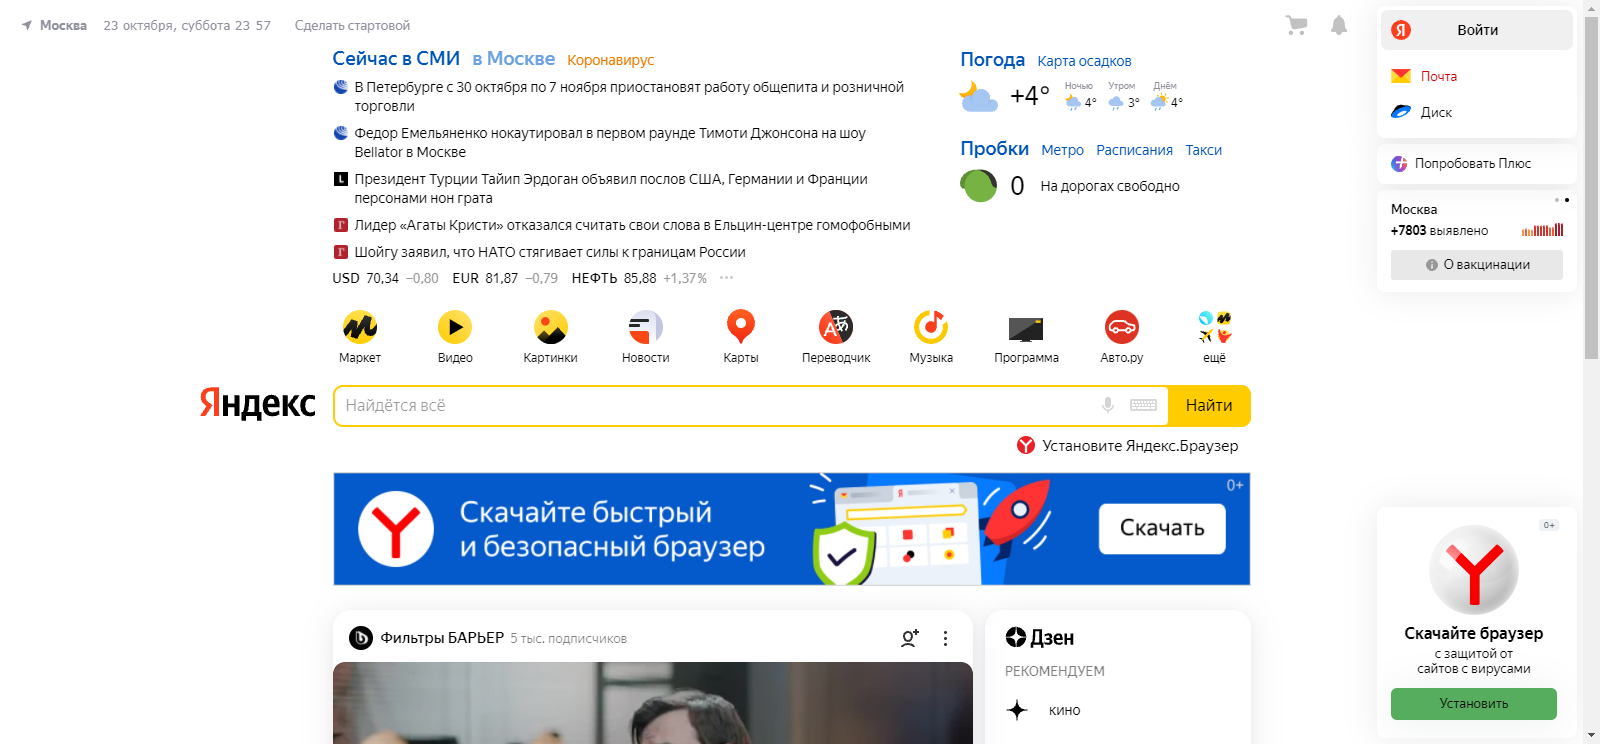 Москва 23 октября, суббота 23 57 Сделать стартовой
Сейчас в СМИ в Москве Коронавирус
В Петербурге с 30 октября по 7 ноября приостановят работу общепита и розничной
торговли
Федор Емельяненко нокаутировал в первом раунде Тимоти Джонсона на шоу
Bellator в Москве
L Президент Турции Тайип Эрдоган объявил послов США, Германии и Франции
персонами нон грата
Г Лидер «Агаты Кристи» отказался считать свои слова в Ельцин-центре гомофобными
Г Шойгу заявил, что НАТО стягивает силы к границам России
USD 70,34 −0,80 EUR 81,87 −0,79 НЕФТЬ 85,88 +1,37% ···
Погода Карта осадков
+4° Ночью 4° Утром 3° Днём 4°
Пробки Метро Расписания Такси
0 На дорогах свободно
Я Войти
Почта
Диск
Попробовать Плюс
Москва
+7803 выявлено
О вакцинации
Маркет Видео Картинки Новости Карты Переводчик Музыка Программа Авто.ру ещё
Яндекс Найдётся всё Найти
Установите Яндекс.Браузер
Скачайте быстрый
и безопасный браузер
Скачать
0+
Фильтры БАРЬЕР 5 тыс. подписчиков
Дзен
РЕКОМЕНДУЕМ
кино
0+
Скачайте браузер
с защитой от
сайтов с вирусами
Установить